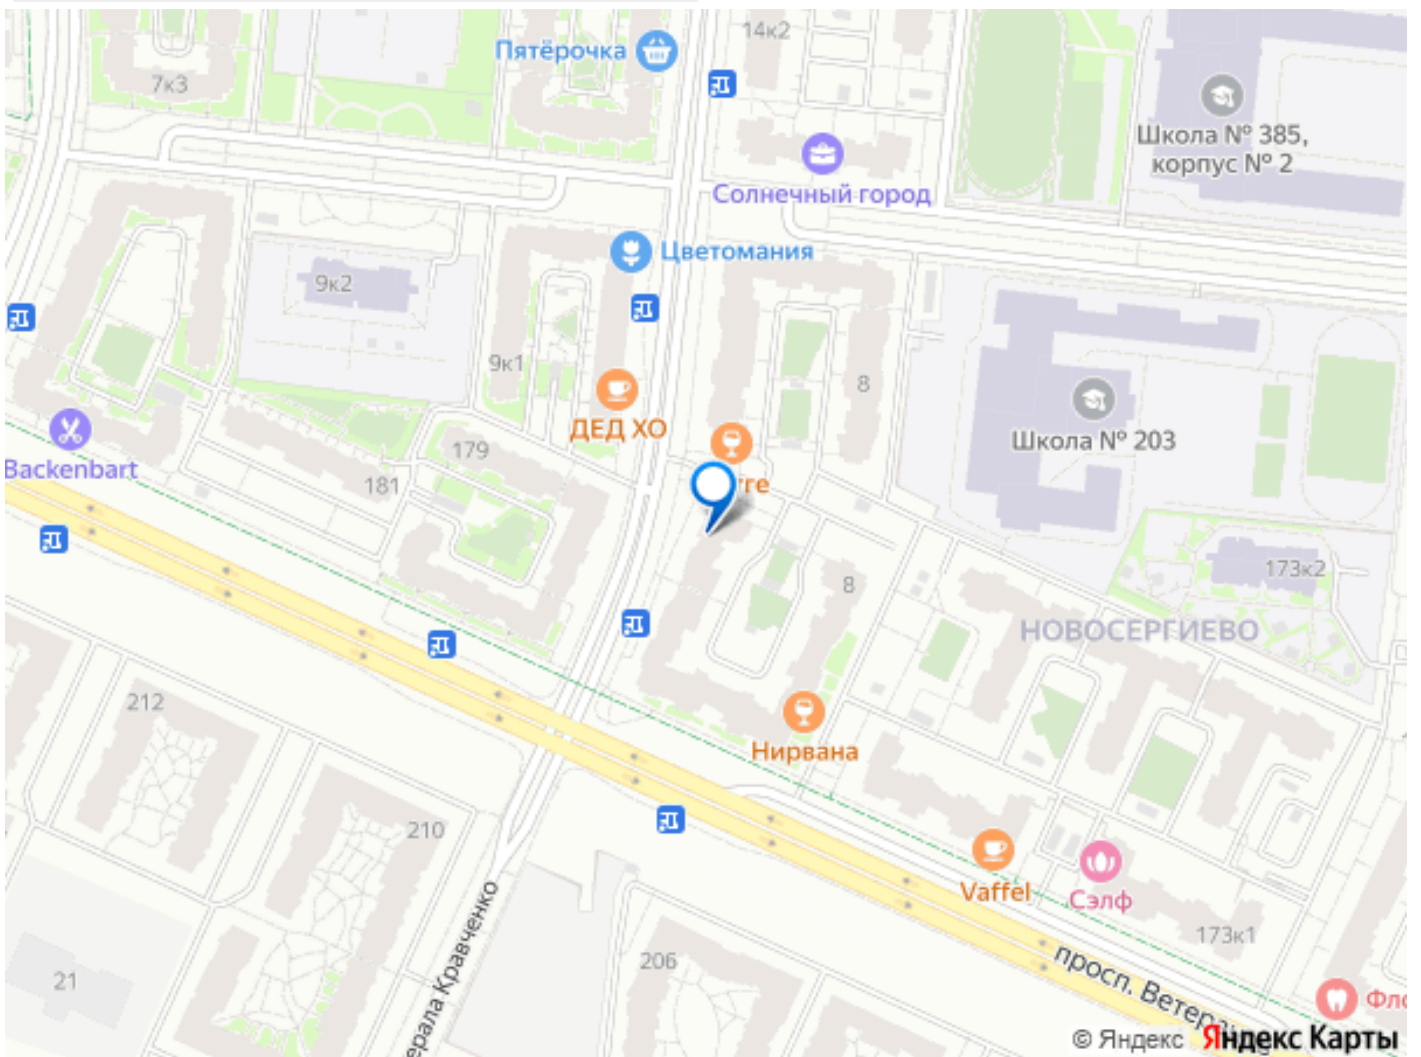 14к2
Пятёрочка
7к3
Школа № 385,
корпус № 2
Солнечный город
Цветомания
9к2
9к1
8
ДЕД ХО
Школа № 203
Backenbart
179
181
173к2
8
НОВОСЕРГИЕВО
212
Нирвана
210
Vaffel
Сэлф
173к1
206
21
просп. Ветеран
ерала Кравченко
© Яндекс Яндекс Карты